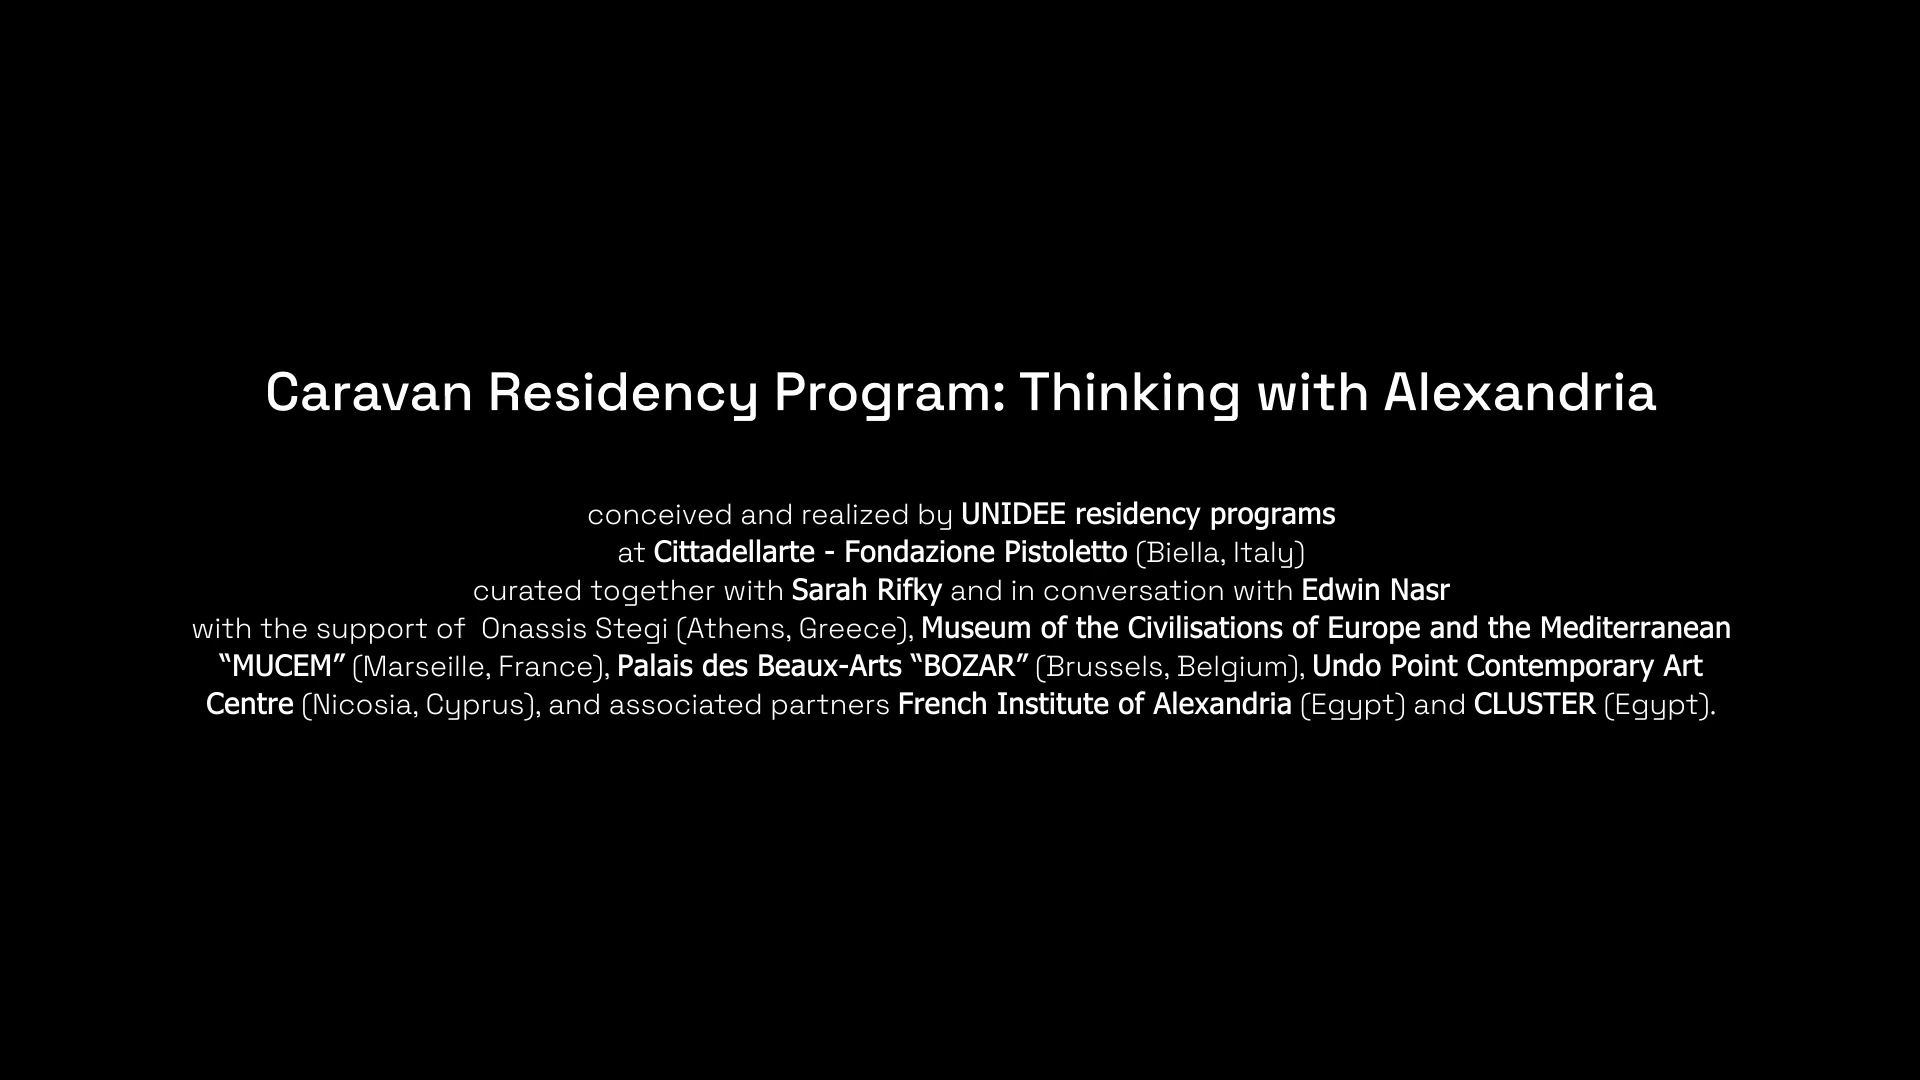 Caravan Residency Program: Thinking with Alexandria
conceived and realized by UNIDEE residency programs
at Cittadellarte - Fondazione Pistoletto (Biella, Italy)
curated together with Sarah Rifky and in conversation with Edwin Nasr
with the support of  Onassis Stegi (Athens, Greece), Museum of the Civilisations of Europe and the Mediterranean
“MUCEM” (Marseille, France), Palais des Beaux-Arts “BOZAR” (Brussels, Belgium), Undo Point Contemporary Art
Centre (Nicosia, Cyprus), and associated partners French Institute of Alexandria (Egypt) and CLUSTER (Egypt).